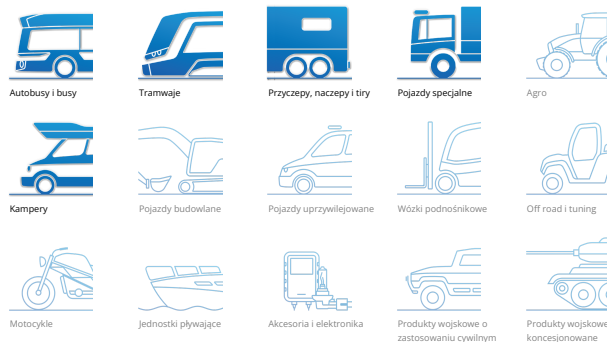 Autobusy i busy
Tramwaje
Przyczepy, naczepy i tiry
Pojazdy specjalne
Agro
Kampery
Pojazdy budowlane
Pojazdy uprzywilejowane
Wózki podnośnikowe
Off road i tuning
Motocykle
Jednostki pływające
Akcesoria i elektronika
Produkty wojskowe o
zastosowaniu cywilnym
Produkty wojskowe
koncesjonowane